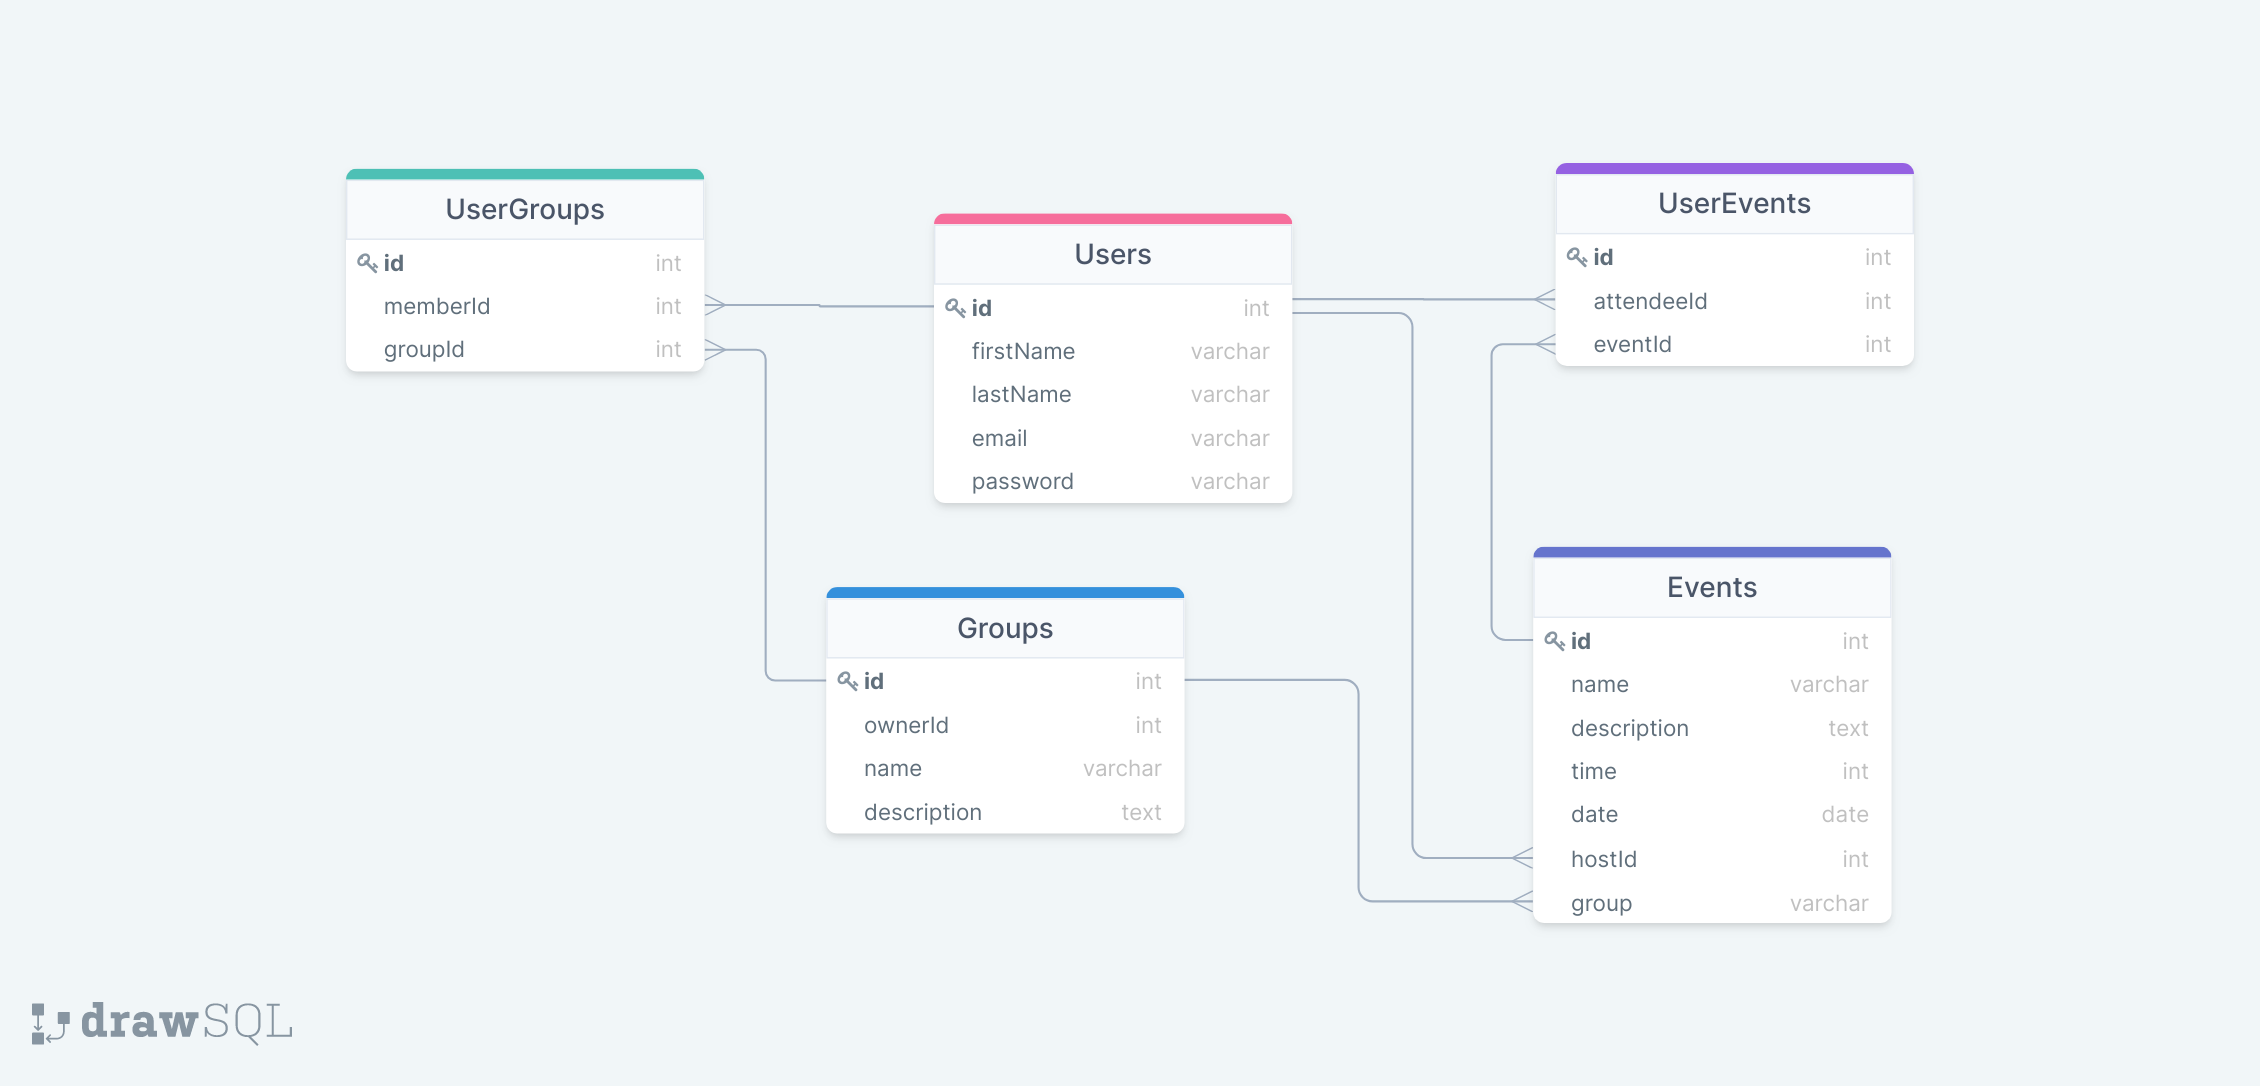 UserGroups
id int
memberId int
groupId int
Users
id int
firstName varchar
lastName varchar
email varchar
password varchar
UserEvents
id int
attendeeId int
eventId int
Groups
id int
ownerId int
name varchar
description text
Events
id int
name varchar
description text
time int
date date
hostId int
group varchar
drawSQL